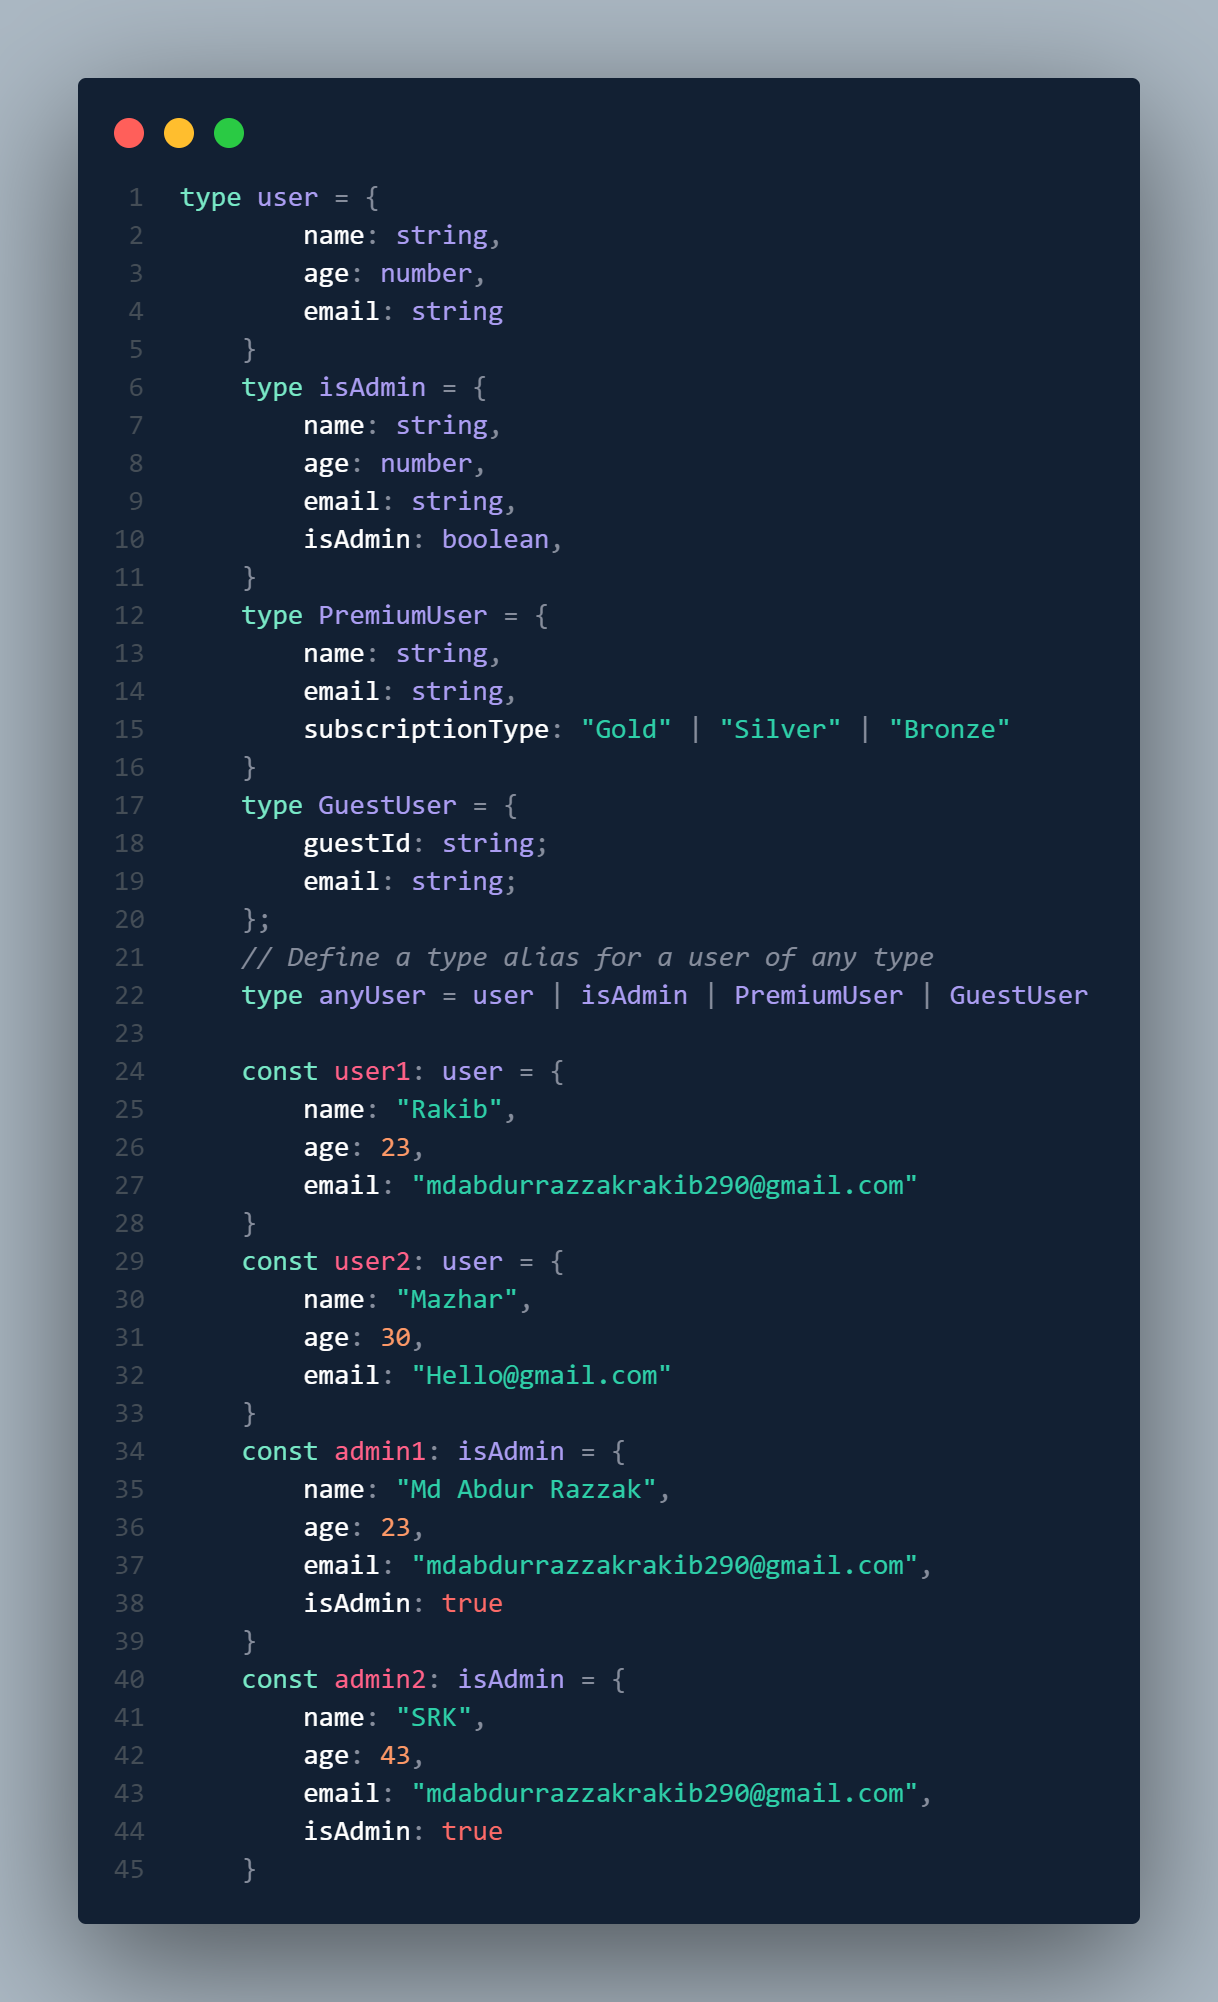 1 type user = {
2 name: string,
3 age: number,
4 email: string
5 }
6 type isAdmin = {
7 name: string,
8 age: number,
9 email: string,
10 isAdmin: boolean,
11 }
12 type PremiumUser = {
13 name: string,
14 email: string,
15 subscriptionType: "Gold" | "Silver" | "Bronze"
16 }
17 type GuestUser = {
18 guestId: string;
19 email: string;
20 };
21 // Define a type alias for a user of any type
22 type anyUser = user | isAdmin | PremiumUser | GuestUser
23
24 const user1: user = {
25 name: "Rakib",
26 age: 23,
27 email: "mdabdurrazzakrakib290@gmail.com"
28 }
29 const user2: user = {
30 name: "Mazhar",
31 age: 30,
32 email: "Hello@gmail.com"
33 }
34 const admin1: isAdmin = {
35 name: "Md Abdur Razzak",
36 age: 23,
37 email: "mdabdurrazzakrakib290@gmail.com",
38 isAdmin: true
39 }
40 const admin2: isAdmin = {
41 name: "SRK",
42 age: 43,
43 email: "mdabdurrazzakrakib290@gmail.com",
44 isAdmin: true
45 }